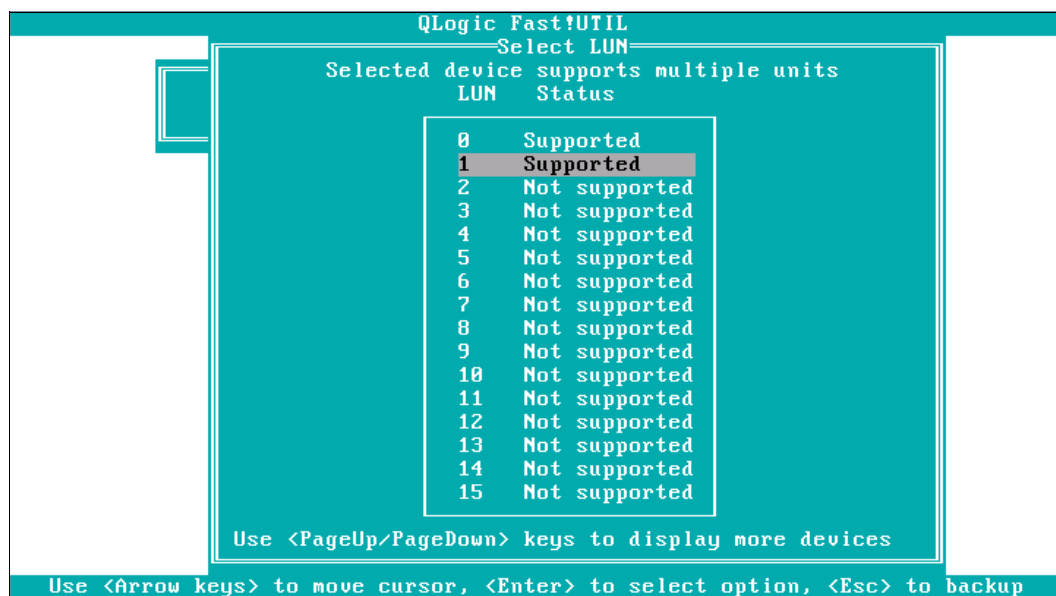 QLogic Fast!UTIL
Select LUN
Selected device supports multiple units
LUN Status
0 Supported
1 Supported
2 Not supported
3 Not supported
4 Not supported
5 Not supported
6 Not supported
7 Not supported
8 Not supported
9 Not supported
10 Not supported
11 Not supported
12 Not supported
13 Not supported
14 Not supported
15 Not supported
Use <PageUp/PageDown> keys to display more devices
Use <Arrow keys> to move cursor, <Enter> to select option, <Esc> to backup